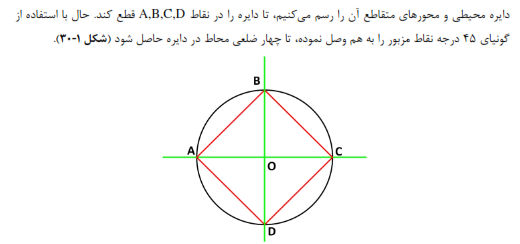 دایره محیطی و محورهای متقاطع آن را رسم می‌کنیم، تا دایره را در نقاط A,B,C,D قطع کند. حال با استفاده از
گونیای ۴۵ درجه نقاط مزبور را به هم وصل نموده، تا چهار ضلعی محاط در دایره حاصل شود (شکل ۱-۳۰).
B
A
C
O
D